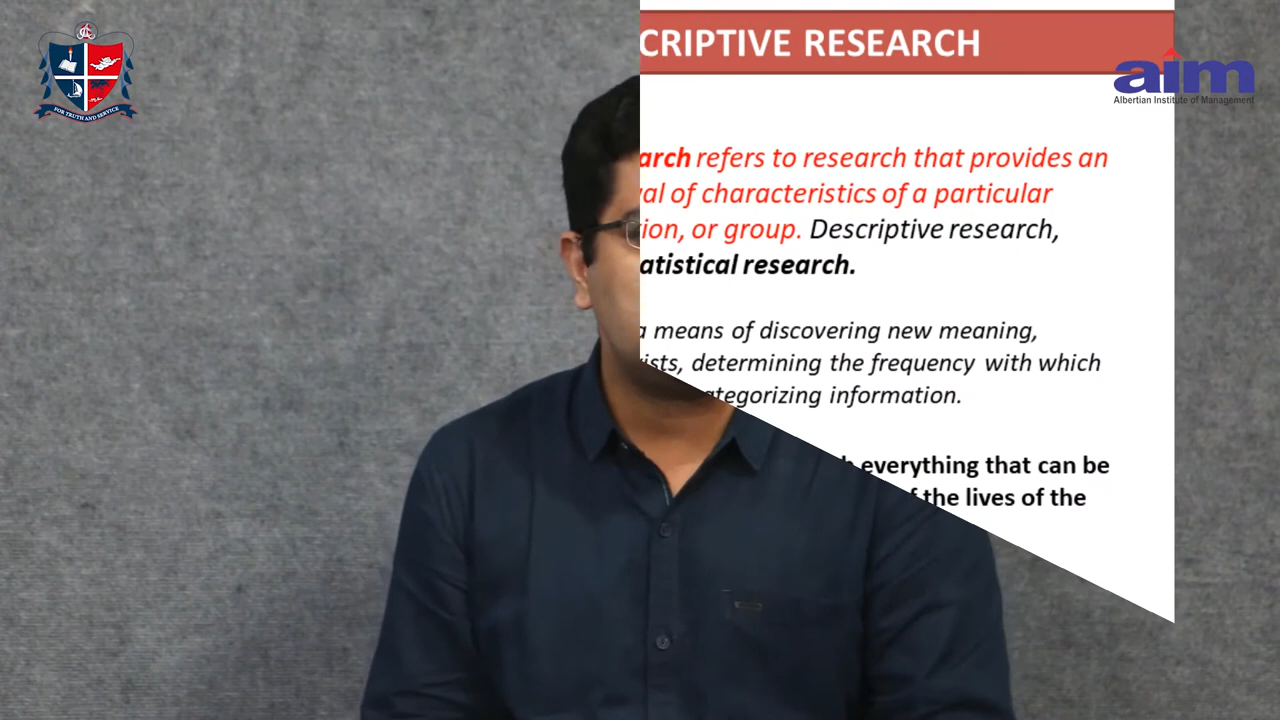 FOR TRUTH AND SERVICE
CRIPTIVE RESEARCH
aim
Albertian Institute of Management
arch refers to research that provides an
al of characteristics of a particular
ion, or group. Descriptive research,
atistical research.
a means of discovering new meaning,
ists, determining the frequency with which
ategorizing information.
everything that can be
f the lives of the